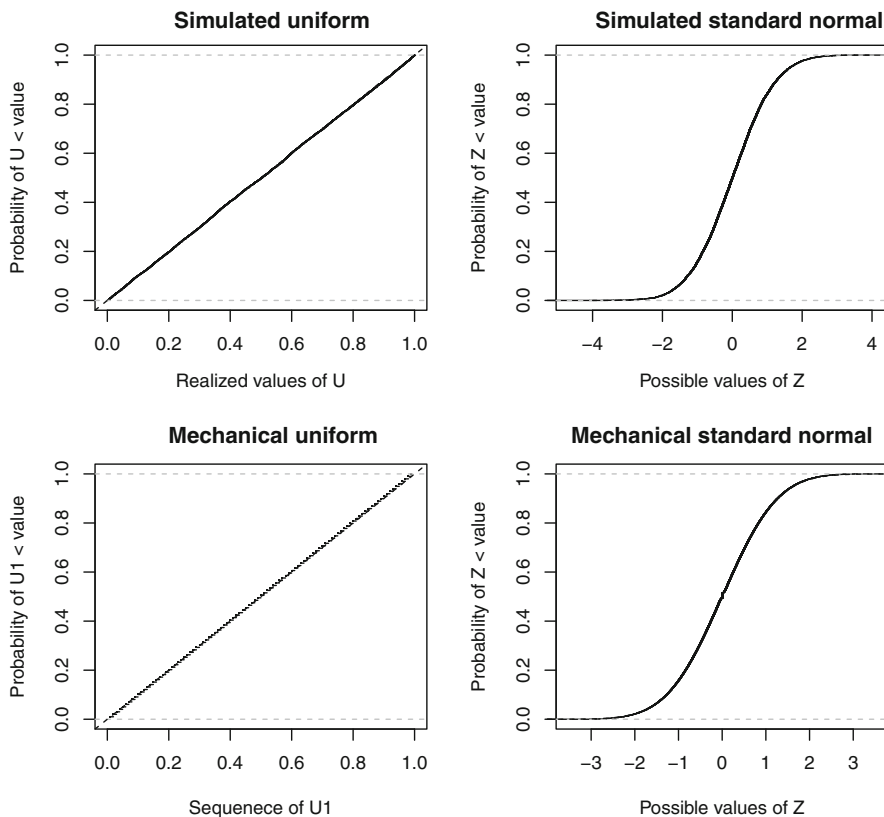 Simulated uniform
Probability of U < value
0.0 0.2 0.4 0.6 0.8 1.0
0.0 0.2 0.4 0.6 0.8 1.0
Realized values of U
Simulated standard normal
Probability of Z < value
0.0 0.2 0.4 0.6 0.8 1.0
−4 −2 0 2 4
Possible values of Z
Mechanical uniform
Probability of U1 < value
0.0 0.2 0.4 0.6 0.8 1.0
0.0 0.2 0.4 0.6 0.8 1.0
Sequenece of U1
Mechanical standard normal
Probability of Z < value
0.0 0.2 0.4 0.6 0.8 1.0
−3 −2 −1 0 1 2 3
Possible values of Z